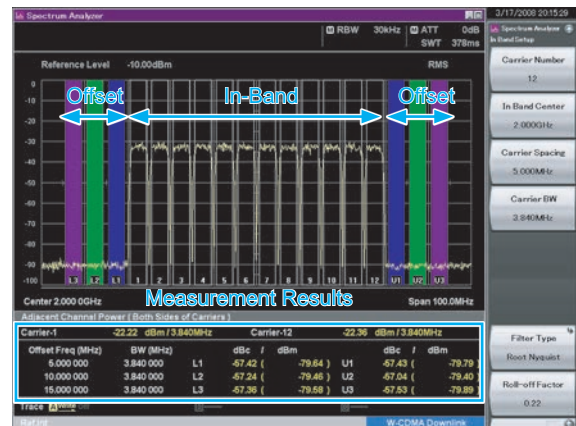 Spectrum Analyzer
3/17/2008 20:15:29
M RBW 30kHz M ATT 0dB
SWT 378ms
Reference Level -10.00dBm RMS
0
-10
-20
-30
-40
-50
-60
-70
-80
-90
-100
Offset In-Band Offset
L3 L2 L1 1 2 3 4 5 6 7 8 9 10 11 12 U1 U2 U3
Center 2.000 0GHz Span 100.0MHz
Measurement Results
Adjacent Channel Power ( Both Sides of Carriers )
Carrier-1 -22.22 dBm / 3.840MHz Carrier-12 -22.36 dBm / 3.840MHz
Offset Freq (MHz) BW (MHz) dBc / dBm dBc / dBm
5.000 000 3.840 000 L1 -57.42 ( -79.64 ) U1 -57.43 ( -79.79 )
10.000 000 3.840 000 L2 -57.24 ( -79.46 ) U2 -57.04 ( -79.40 )
15.000 000 3.840 000 L3 -57.36 ( -79.58 ) U3 -57.53 ( -79.89 )
Trace A Write Off
Ref.Int W-CDMA Downlink
Spectrum Analyzer
In Band Setup
Carrier Number
12
In Band Center
2.000GHz
Carrier Spacing
5.000MHz
Carrier BW
3.840MHz
Filter Type
Root Nyquist
Roll-off Factor
0.22